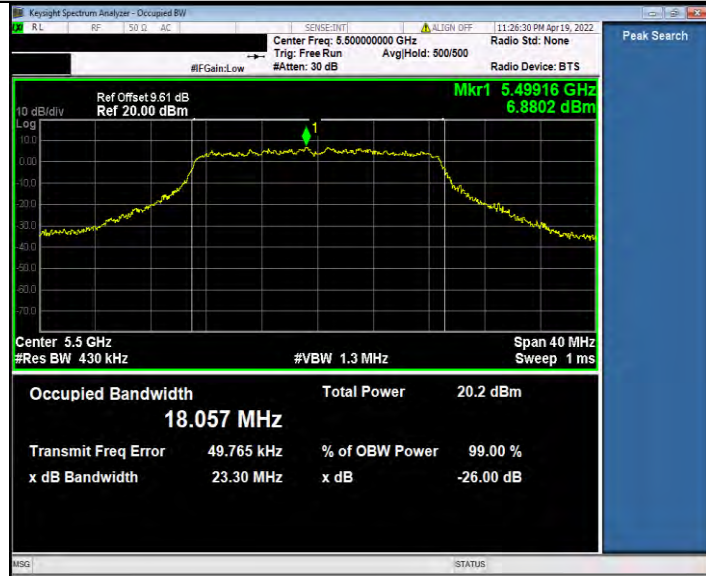 Keysight Spectrum Analyzer - Occupied BW
RL RF 50 Ω AC SENSE:INT ALIGN OFF 11:26:30 PM Apr 19, 2022
Center Freq: 5.500000000 GHz Radio Std: None
Trig: Free Run Avg|Hold: 500/500
#IFGain:Low #Atten: 30 dB Radio Device: BTS
Peak Search
Mkr1 5.49916 GHz
6.8802 dBm
Ref Offset 9.61 dB
10 dB/div Ref 20.00 dBm
Log
10.0
0.00
-10.0
-20.0
-30.0
-40.0
-50.0
-60.0
-70.0
1
Center 5.5 GHz Span 40 MHz
#Res BW 430 kHz #VBW 1.3 MHz Sweep 1 ms
Occupied Bandwidth Total Power 20.2 dBm
18.057 MHz
Transmit Freq Error 49.765 kHz % of OBW Power 99.00 %
x dB Bandwidth 23.30 MHz x dB -26.00 dB
MSG STATUS